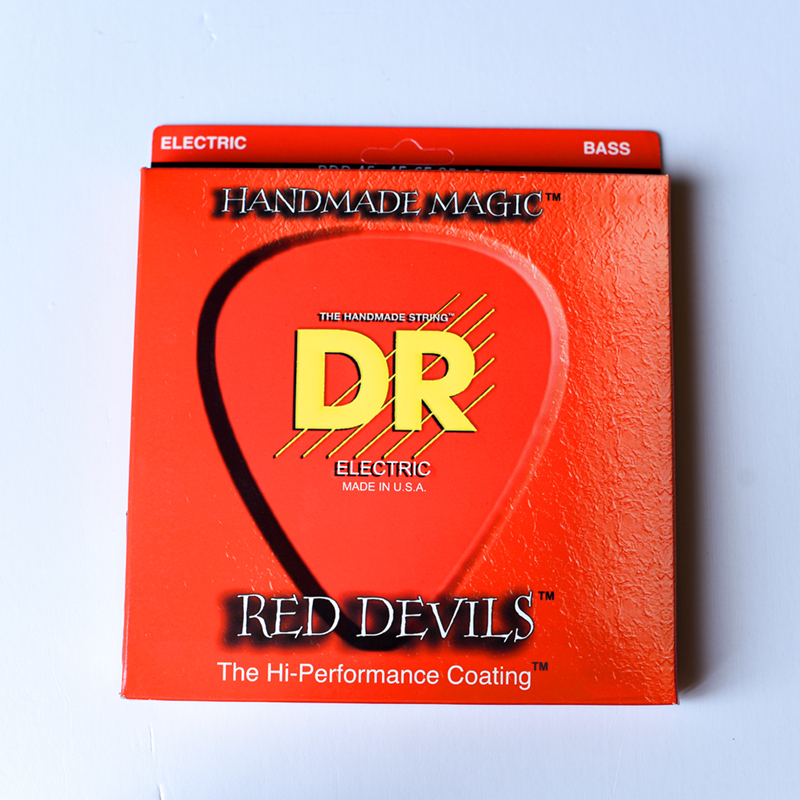 ELECTRIC BASS
HANDMADE MAGIC™
THE HANDMADE STRING™
DR
ELECTRIC
MADE IN U.S.A.
RED DEVILS™
The Hi-Performance Coating™